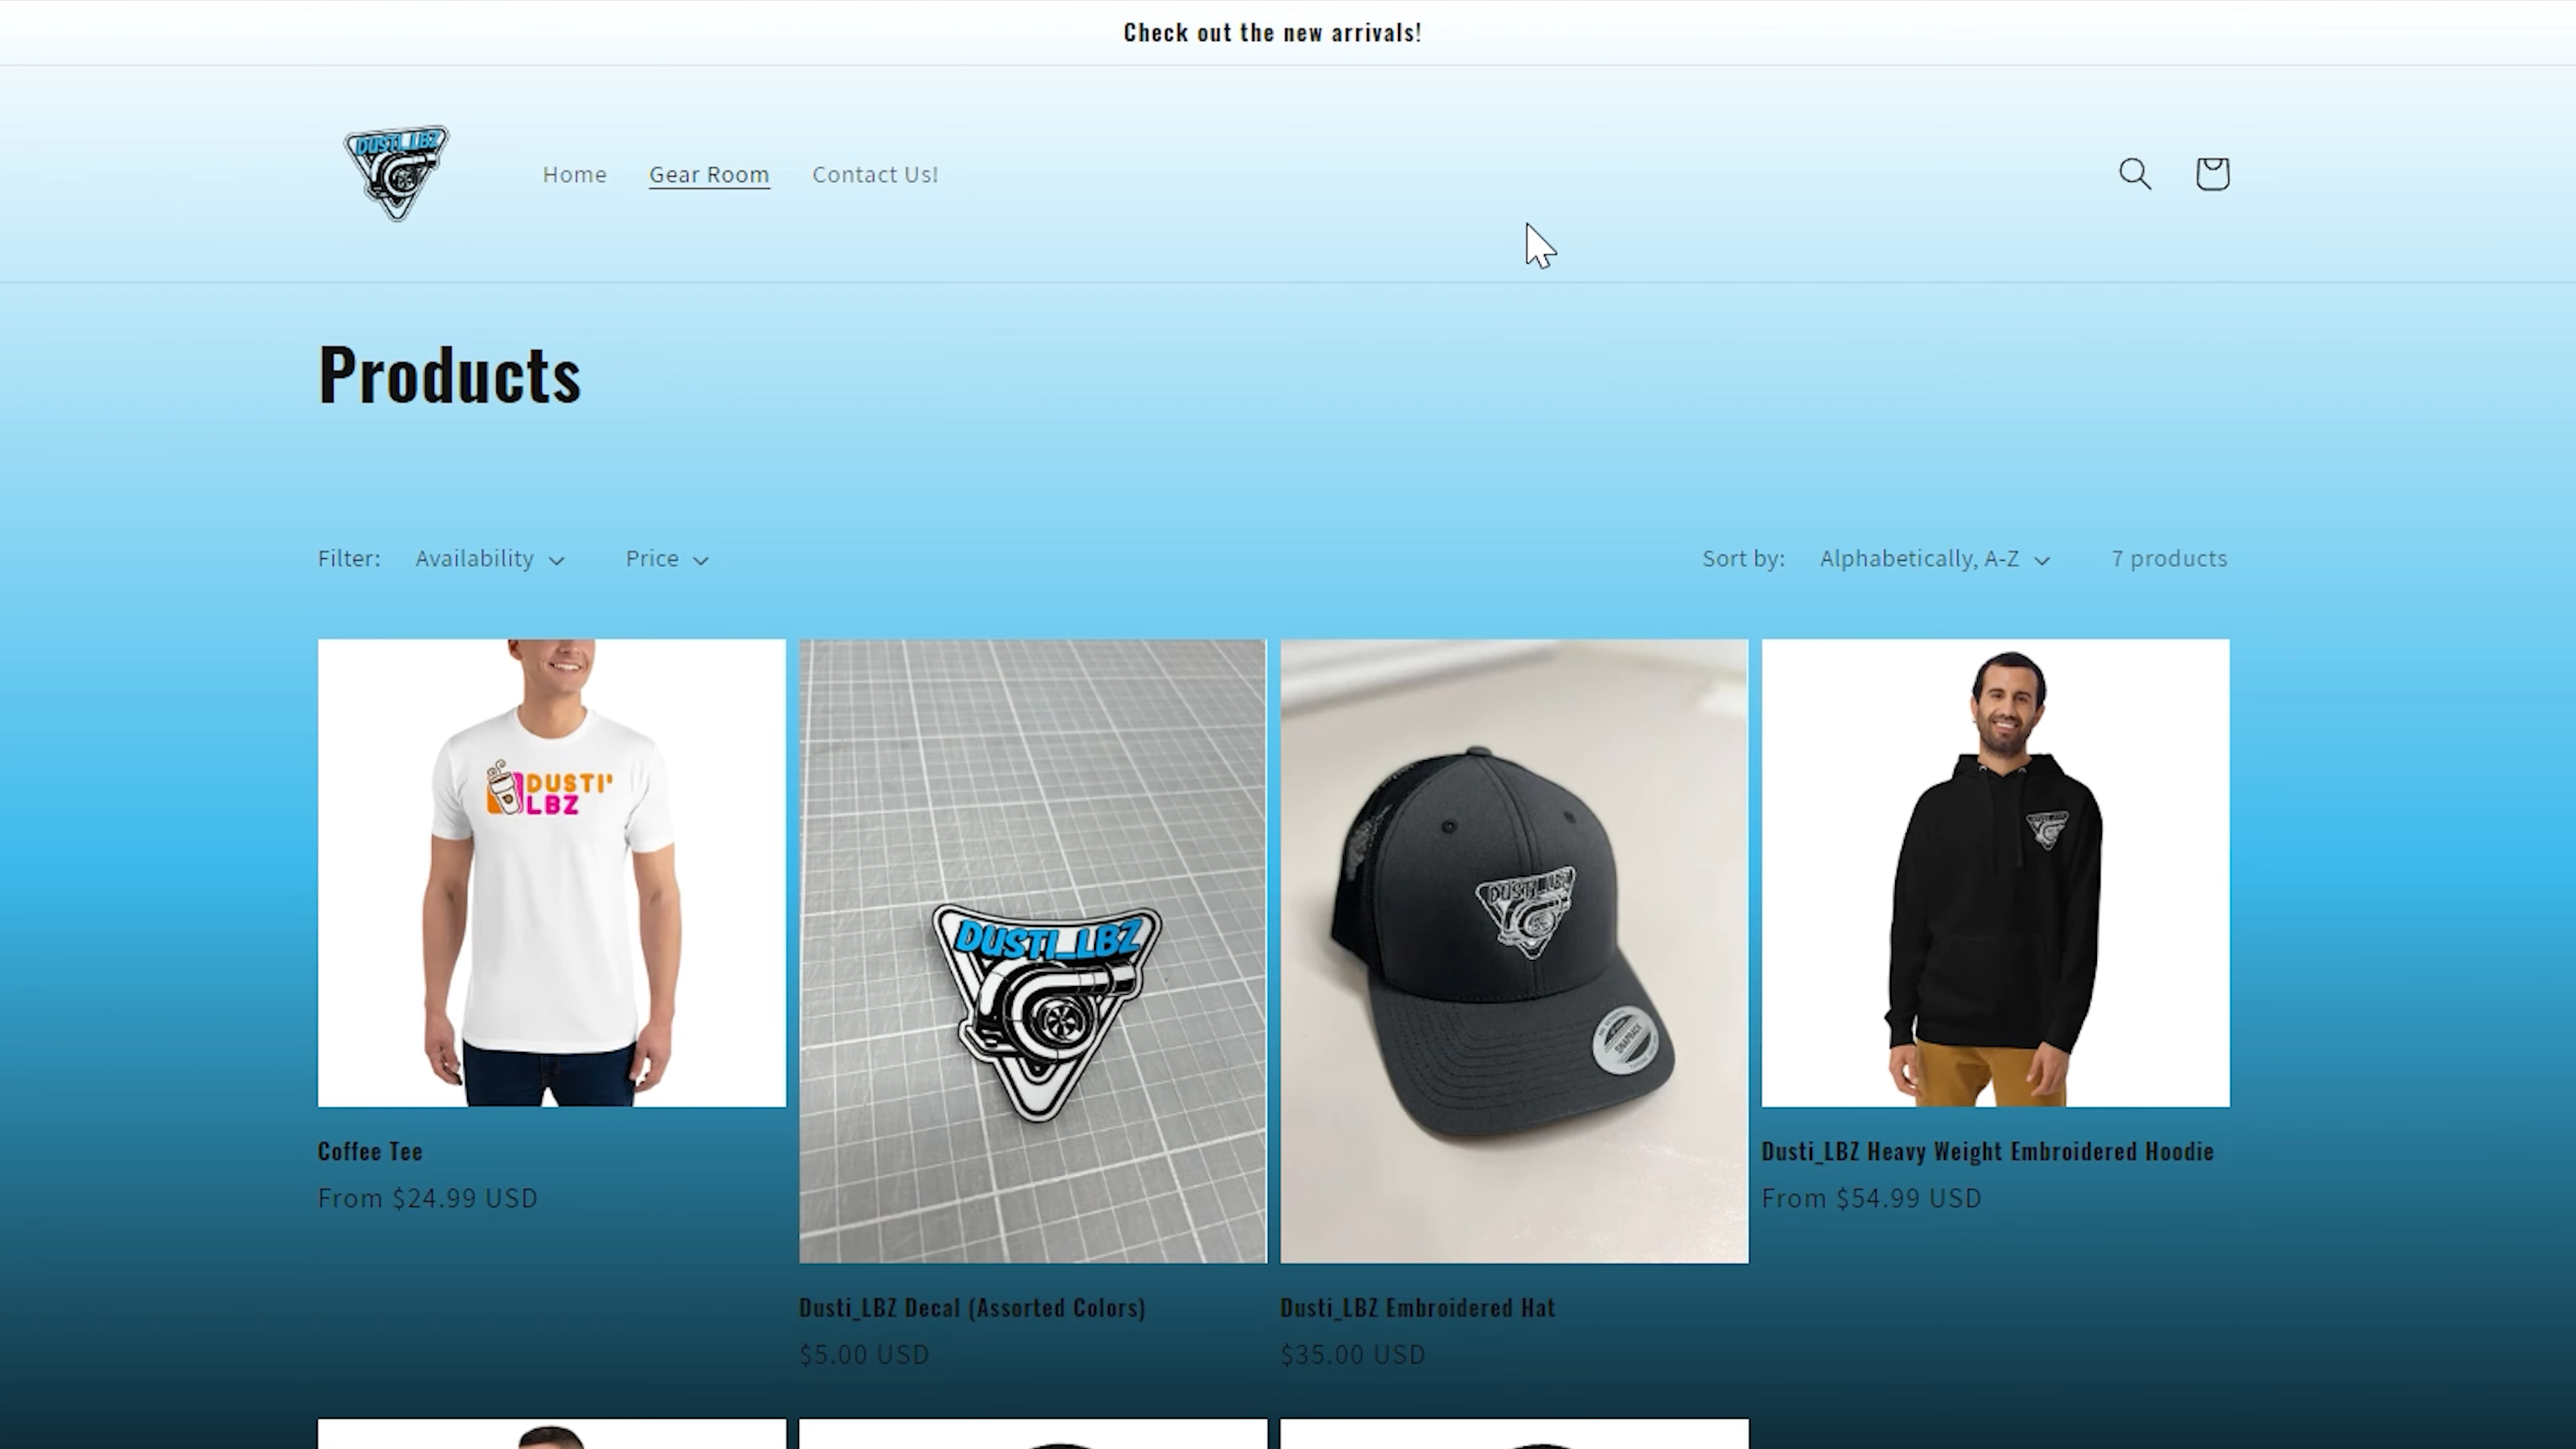 Check out the new arrivals!
DUSTI_LBZ
Home
Gear Room
Contact Us!
Products
Filter:
Availability
Price
Sort by:
Alphabetically, A-Z
7 products
DUSTI'
LBZ
DUSTI_LBZ
DUSTI_LBZ
SNAPBACK
Coffee Tee
From $24.99 USD
Dusti_LBZ Decal (Assorted Colors)
$5.00 USD
Dusti_LBZ Embroidered Hat
$35.00 USD
Dusti_LBZ Heavy Weight Embroidered Hoodie
From $54.99 USD